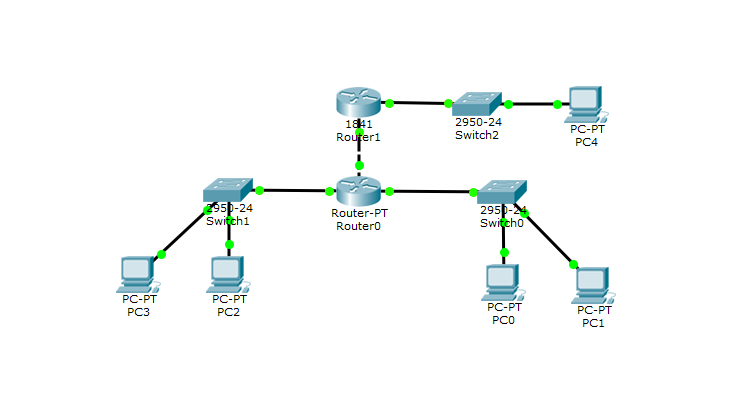 1841
Router1
2950-24
Switch2
PC-PT
PC4
2950-24
Switch1
Router-PT
Router0
2950-24
Switch0
PC-PT
PC3
PC-PT
PC2
PC-PT
PC0
PC-PT
PC1